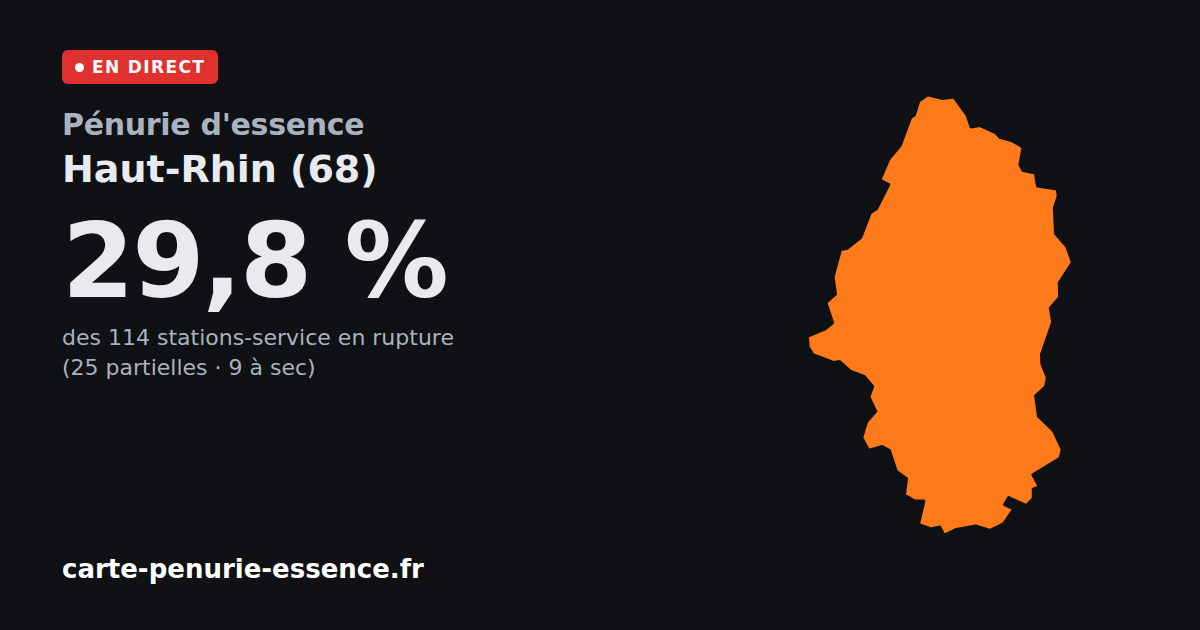 EN DIRECT
Pénurie d'essence
Haut-Rhin (68)
29,8 %
des 114 stations-service en rupture
(25 partielles · 9 à sec)
carte-penurie-essence.fr